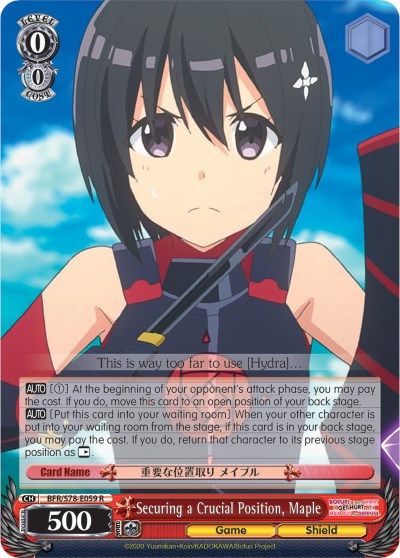 LEVEL
0
0
COST
This is way too far to use [Hydra]…
AUTO [①] At the beginning of your opponent's attack phase, you may pay
the cost. If you do, move this card to an open position of your back stage.
AUTO [Put this card into your waiting room] When your other character is
put into your waiting room from the stage, if this card is in your back stage,
you may pay the cost. If you do, return that character to its previous stage
position as
Card Name
重要な位置取り メイプル
CH BFR/S78-E059 R
POWER
500
Securing a Crucial Position, Maple
Game
Shield
©2020 Yuumikan•Koin/KADOKAWA/Bofuri Project